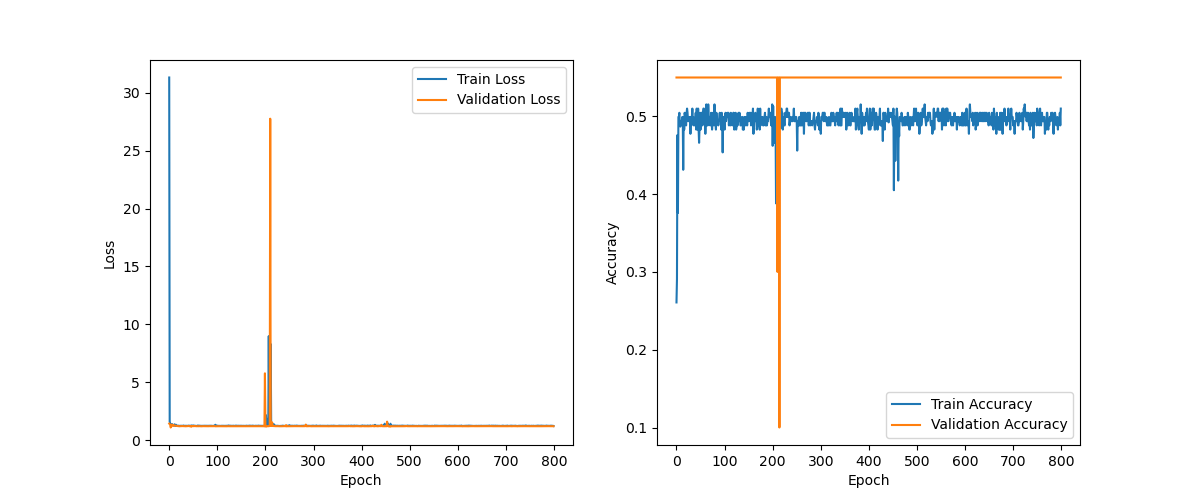 30
25
20
15
10
5
0
Loss
0 100 200 300 400 500 600 700 800
Epoch
Train Loss
Validation Loss
0.5
0.4
0.3
0.2
0.1
Accuracy
0 100 200 300 400 500 600 700 800
Epoch
Train Accuracy
Validation Accuracy